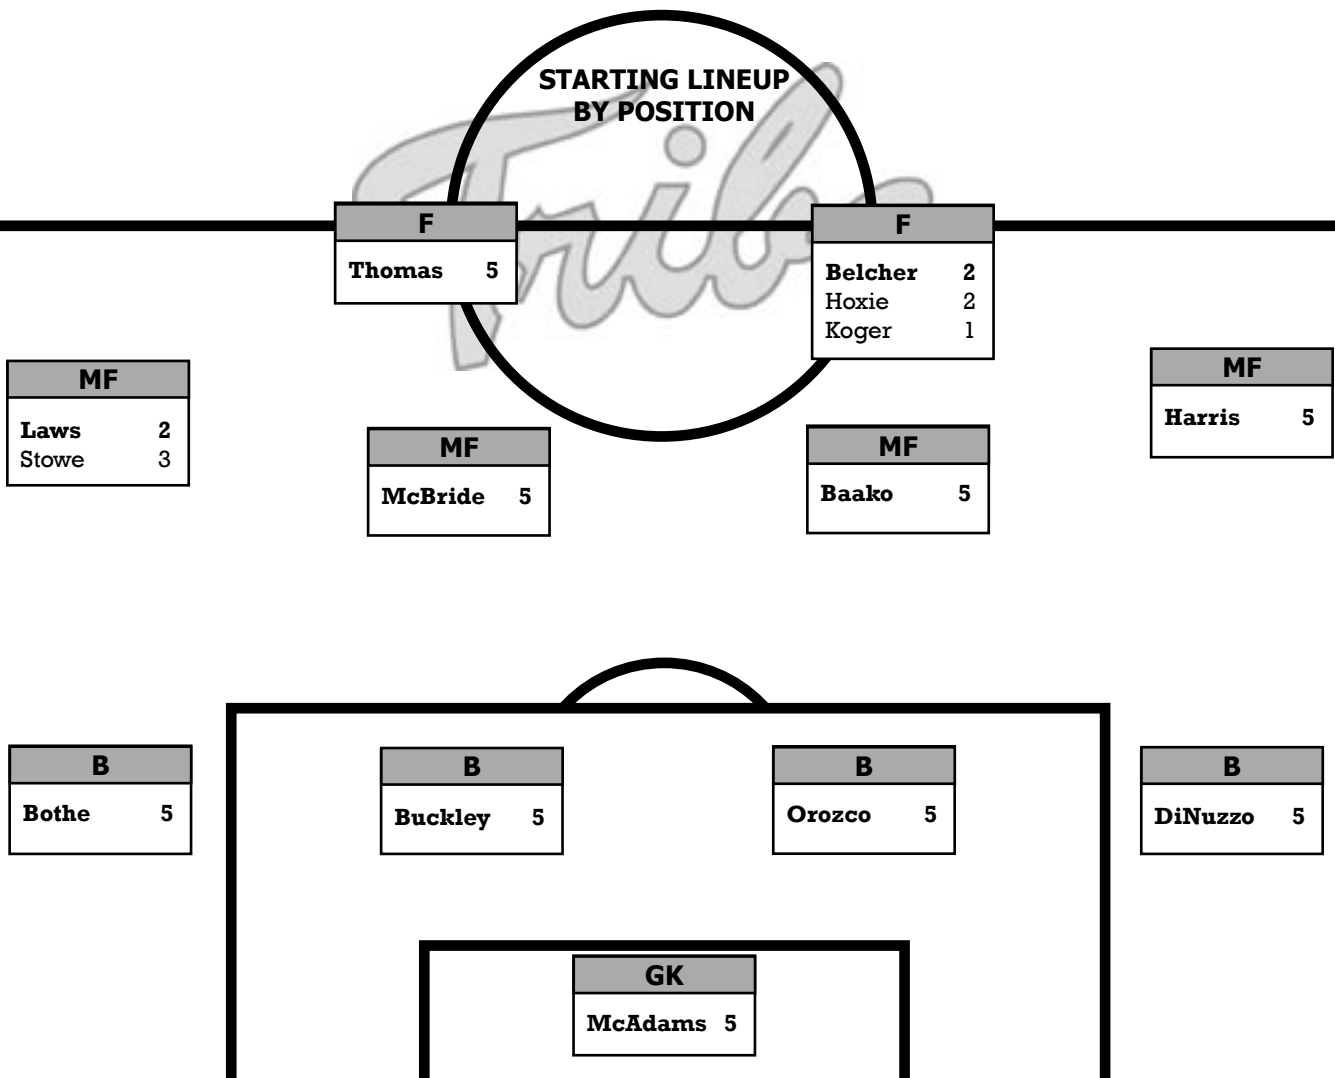 STARTING LINEUP
BY POSITION
Tribe
F
Thomas 5
F
Belcher 2
Hoxie 2
Koger 1
MF
Laws 2
Stowe 3
MF
McBride 5
MF
Baako 5
MF
Harris 5
B
Bothe 5
B
Buckley 5
B
Orozco 5
B
DiNuzzo 5
GK
McAdams 5